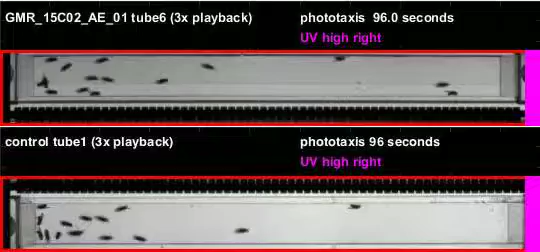 GMR_15C02_AE_01 tube6 (3x playback)
phototaxis 96.0 seconds
UV high right
control tube1 (3x playback)
phototaxis 96 seconds
UV high right